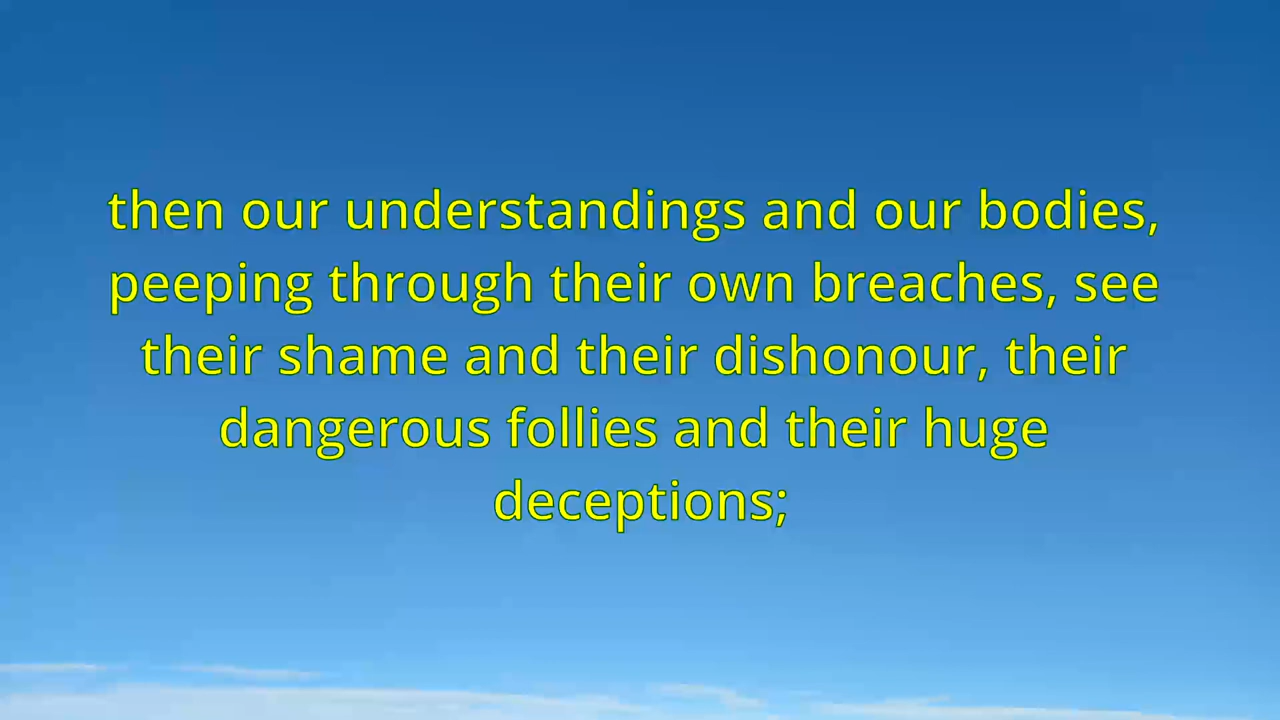 then our understandings and our bodies,
peeping through their own breaches, see
their shame and their dishonour, their
dangerous follies and their huge
deceptions;